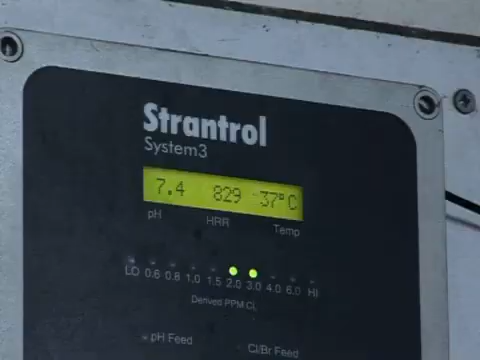 Strantrol
System3
7.4 829 37°C
pH HRR Temp
LO 0.6 0.8 1.0 1.5 2.0 3.0 4.0 6.0 HI
Derived PPM CL
pH Feed Cl/Br Feed